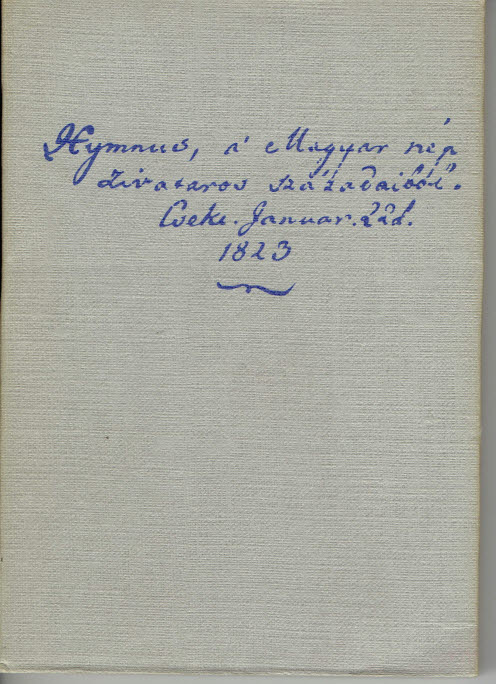 Hymnus, a' Magyar nép
zivataros századaiból.
Cseke. Januar. 22d.
1823